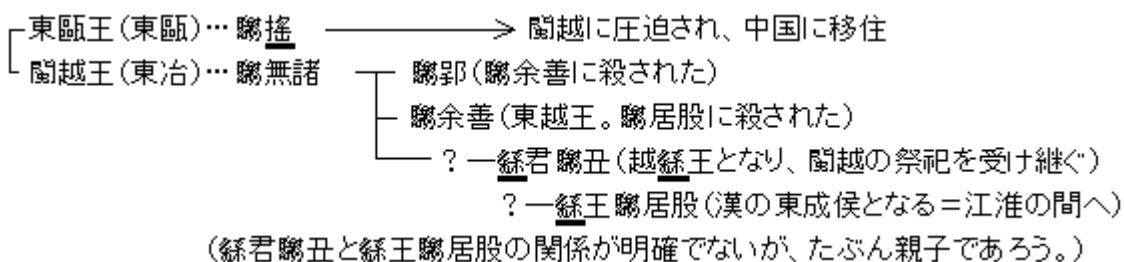 東甌王(東甌)… 騶搖 ――→ 閩越に圧迫され、中国に移住
閩越王(東冶)… 騶無諸 ― 騶郢(騶余善に殺された)
騶余善(東越王。騶居股に殺された)
?―繇君騶丑(越繇王となり、閩越の祭祀を受け継ぐ)
?―繇王騶居股(漢の東成侯となる=江淮の間へ)
(繇君騶丑と繇王騶居股の関係が明確でないが、たぶん親子であろう。)